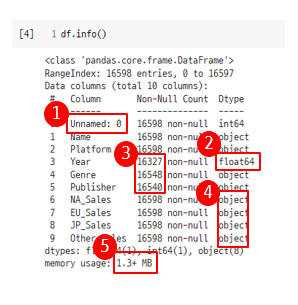 [4] 1 df.info()
<class 'pandas.core.frame.DataFrame'>
RangeIndex: 16598 entries, 0 to 16597
Data columns (total 10 columns):
# Column Non-Null Count Dtype
1
--- ------ -------------- -----
Unnamed: 0 16598 non-null int64
1 Name 16598 non-null object
2 Platform 16598 non-null object
3 2
3 Year 16327 non-null float64
4 Genre 16548 non-null object
5 Publisher 16540 non-null object
4
6 NA_Sales 16598 non-null object
7 EU_Sales 16598 non-null object
8 JP_Sales 16598 non-null object
9 Other 16598 non-null object
5
dtypes: (1), int64(1), object(8)
memory usage: 1.3+ MB